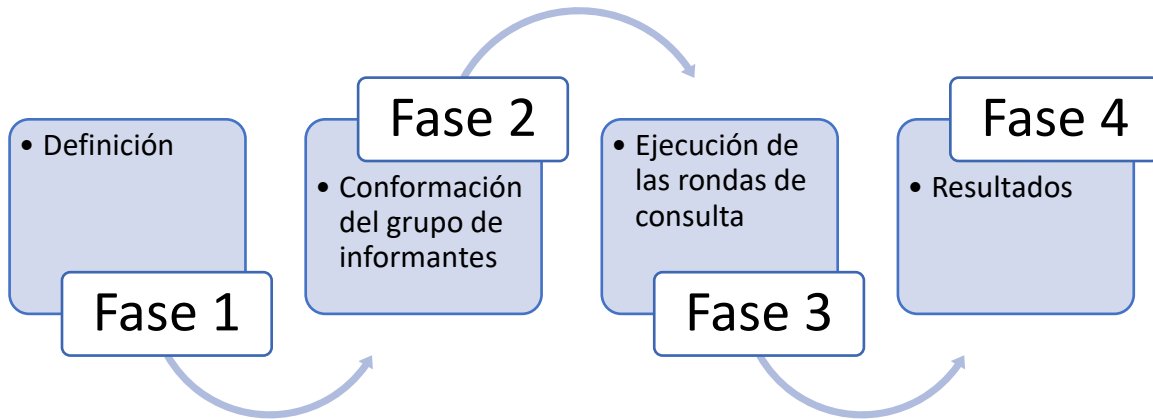 • Definición
Fase 1
Fase 2
• Conformación
del grupo de
informantes
• Ejecución de
las rondas de
consulta
Fase 3
Fase 4
• Resultados